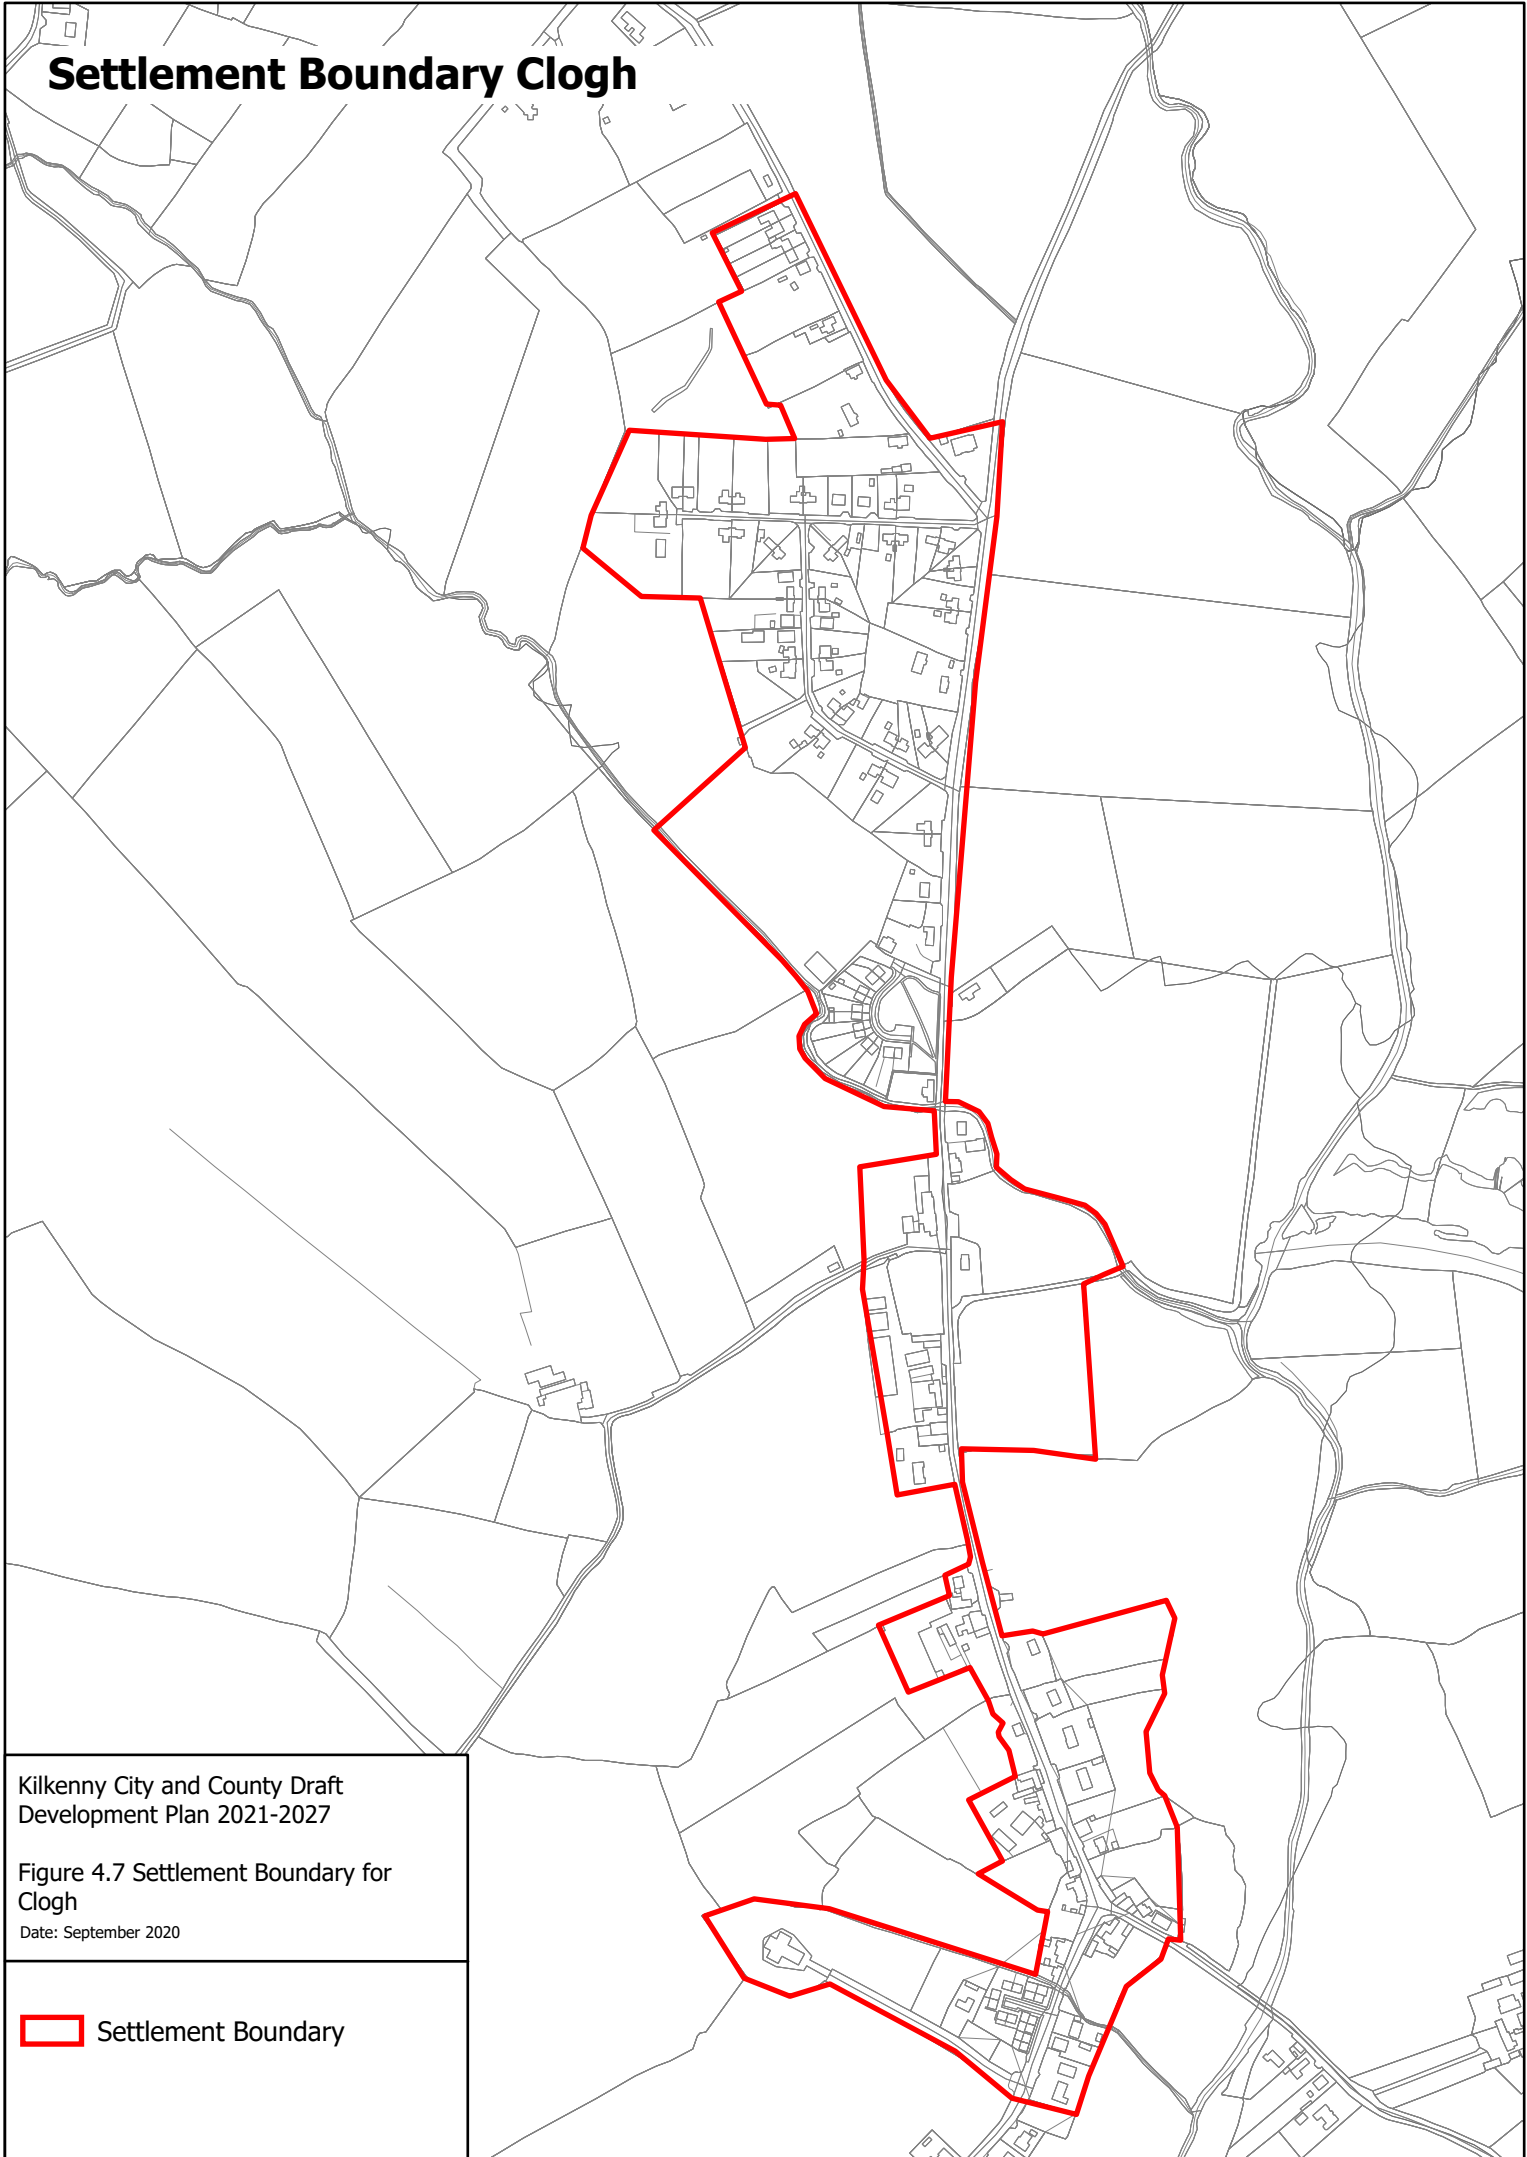 Settlement Boundary Clogh
Kilkenny City and County Draft
Development Plan 2021-2027
Figure 4.7 Settlement Boundary for
Clogh
Date: September 2020
Settlement Boundary